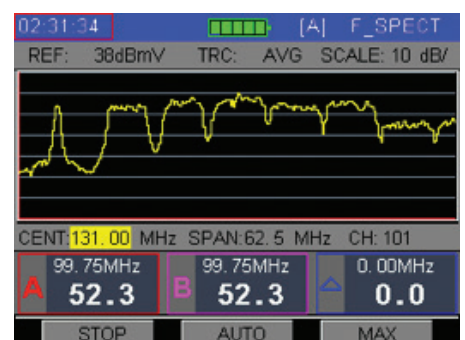 02:31:34 [A] F_SPECT
REF: 38dBmV TRC: AVG SCALE: 10 dB/
CENT:131.00 MHz SPAN:62.5 MHz CH: 101
99.75MHz 99.75MHz 0.00MHz
A 52.3 B 52.3 △ 0.0
STOP AUTO MAX